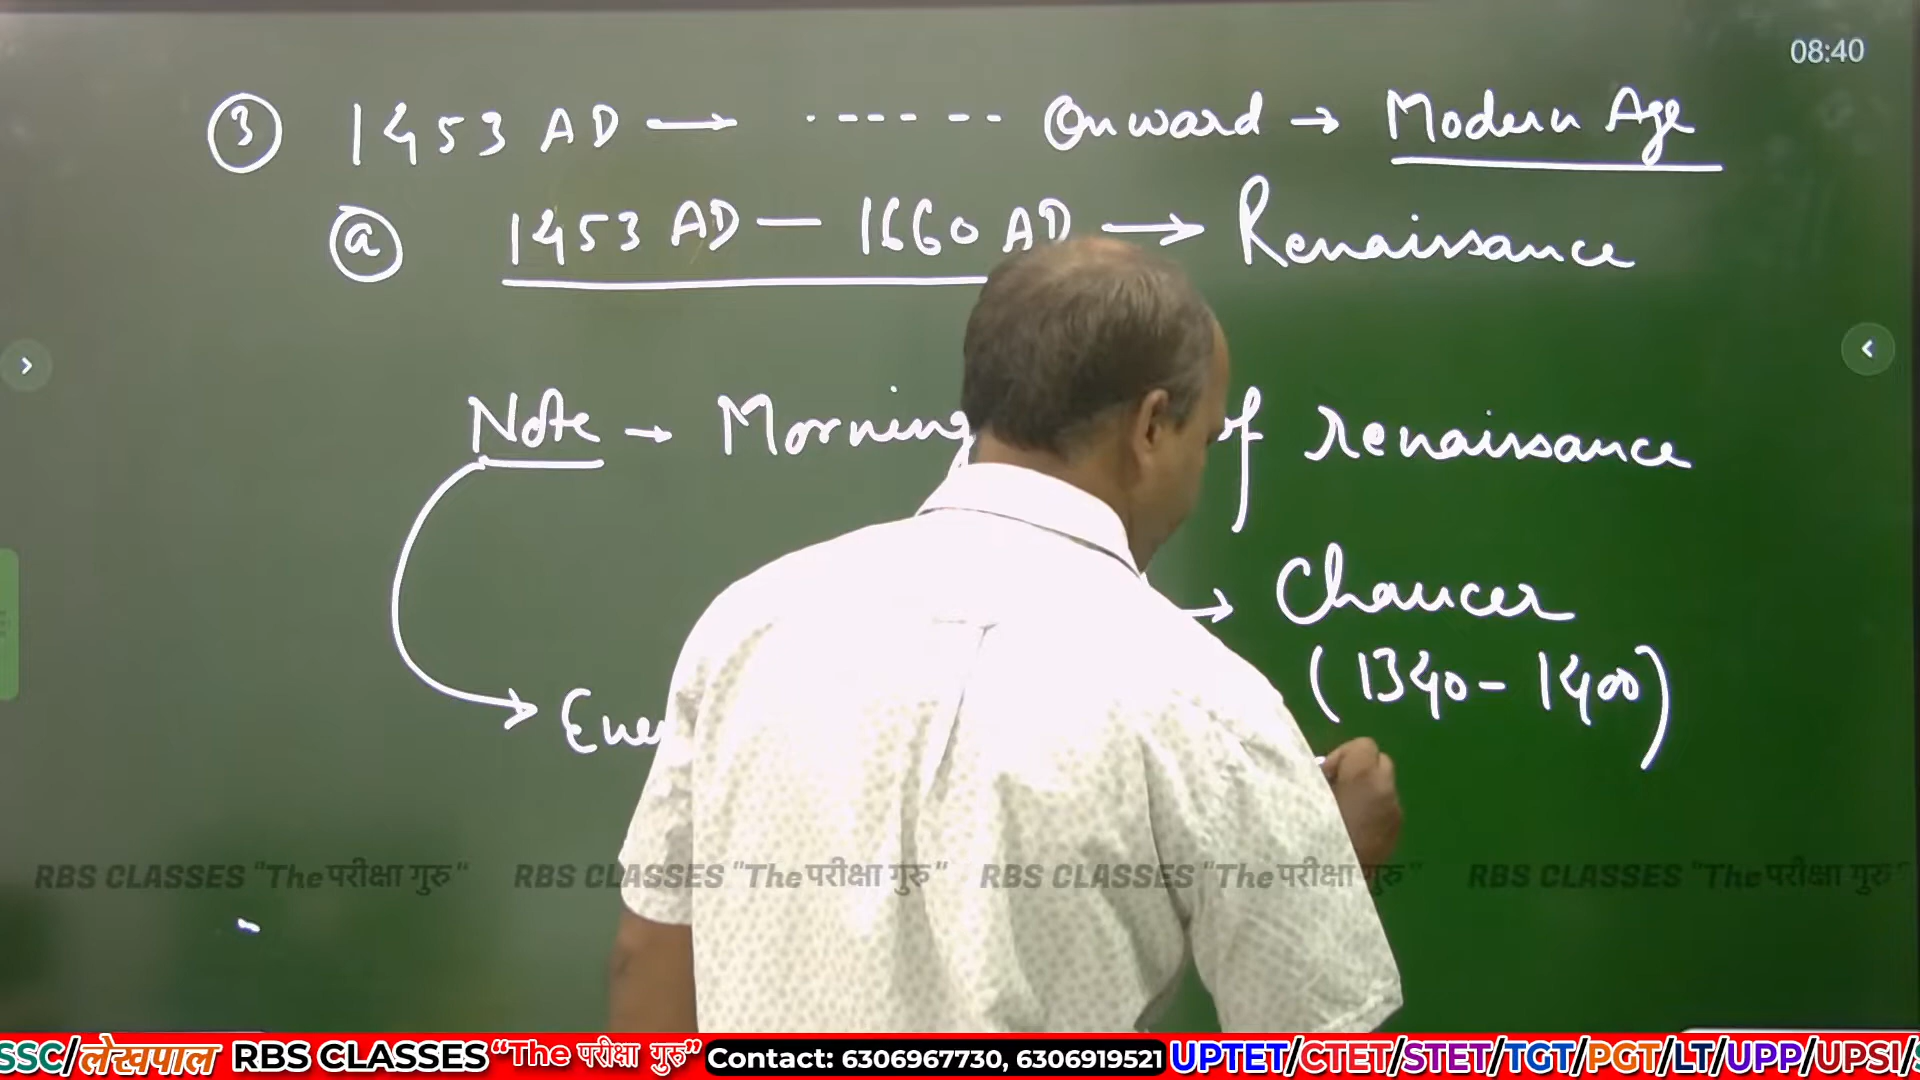 08:40
③ 1453 AD → ------ Onward → Modern Age
ⓐ 1453 AD — 1660 AD → Renaissance
Note → Morning of renaissance
→ Chaucer
(1340 - 1400)
RBS CLASSES "The परीक्षा गुरु" RBS CLASSES "The परीक्षा गुरु" RBS CLASSES "The परीक्षा गुरु" RBS CLASSES "The परीक्षा गुरु"
SSC/लेखपाल RBS CLASSES "The परीक्षा गुरु" Contact: 6306967730, 6306919521 UPTET/CTET/STET/TGT/PGT/LT/UPP/UPSI/